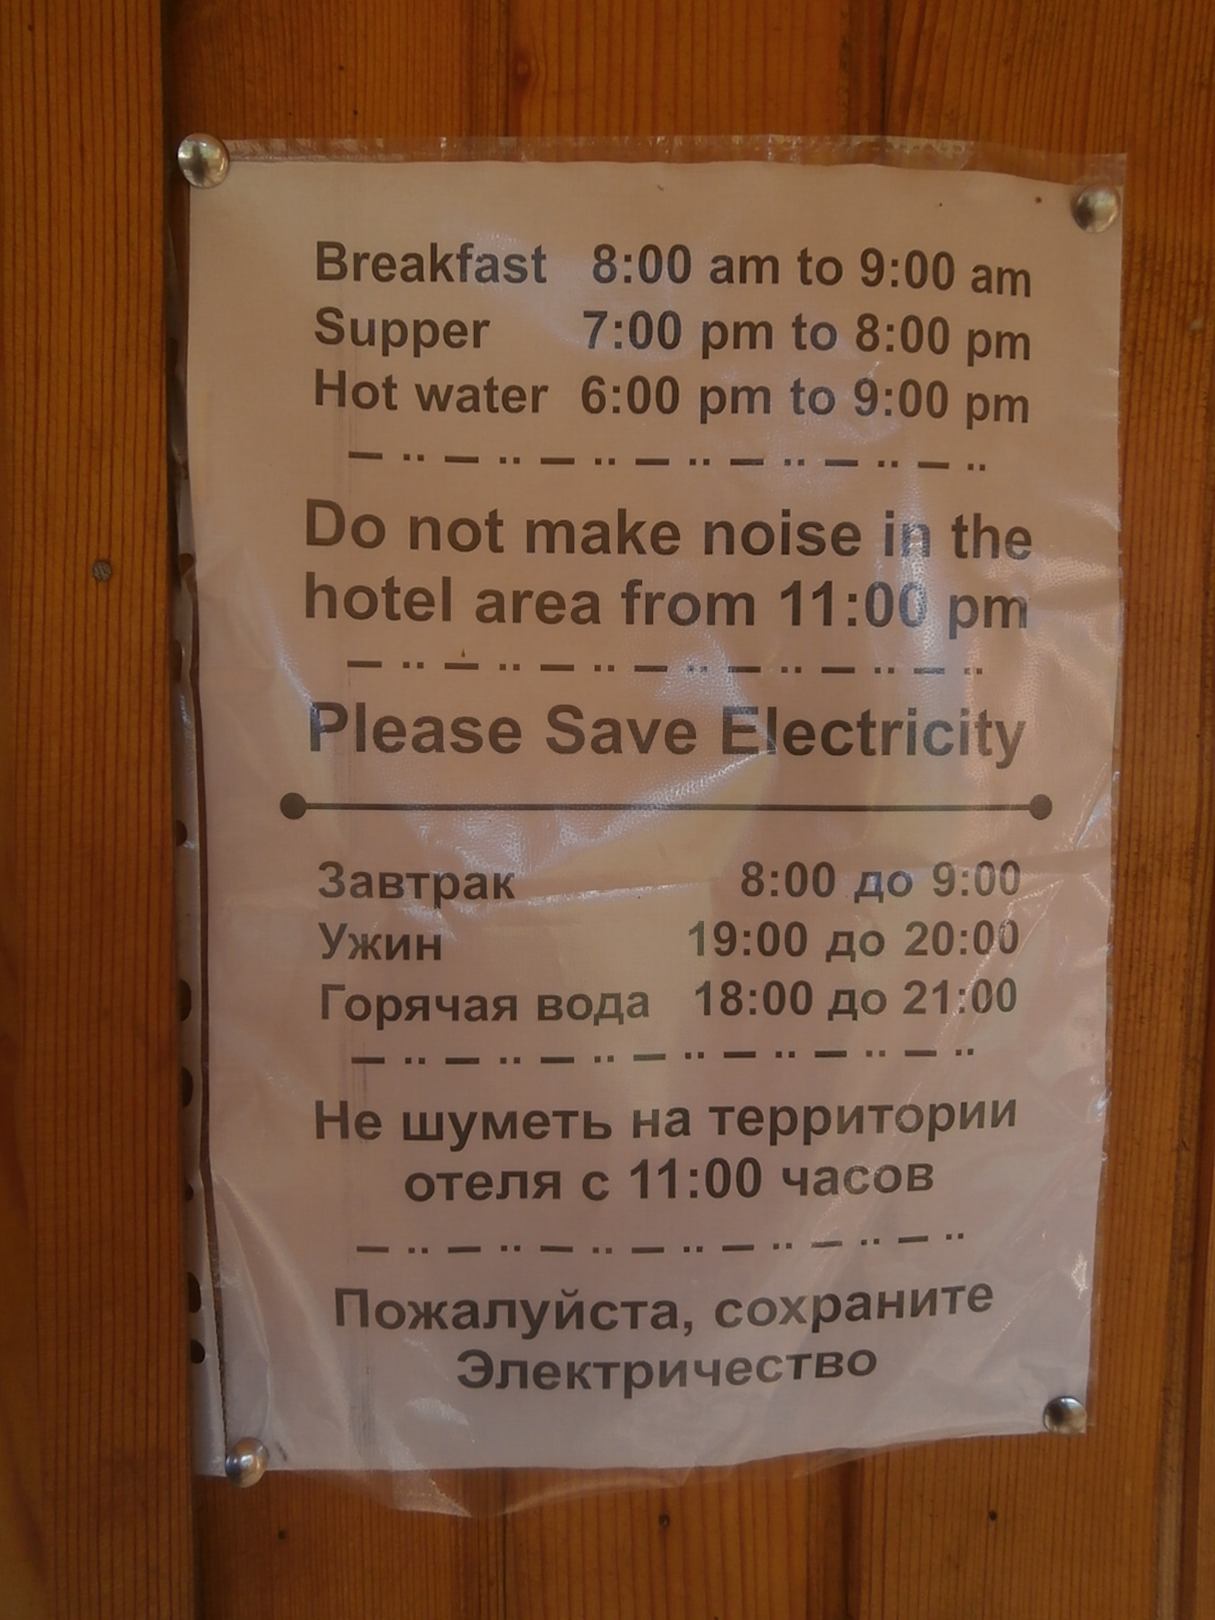 Breakfast 8:00 am to 9:00 am
Supper 7:00 pm to 8:00 pm
Hot water 6:00 pm to 9:00 pm
Do not make noise in the
hotel area from 11:00 pm
Please Save Electricity
Завтрак 8:00 до 9:00
Ужин 19:00 до 20:00
Горячая вода 18:00 до 21:00
Не шуметь на территории
отеля с 11:00 часов
Пожалуйста, сохраните
Электричество